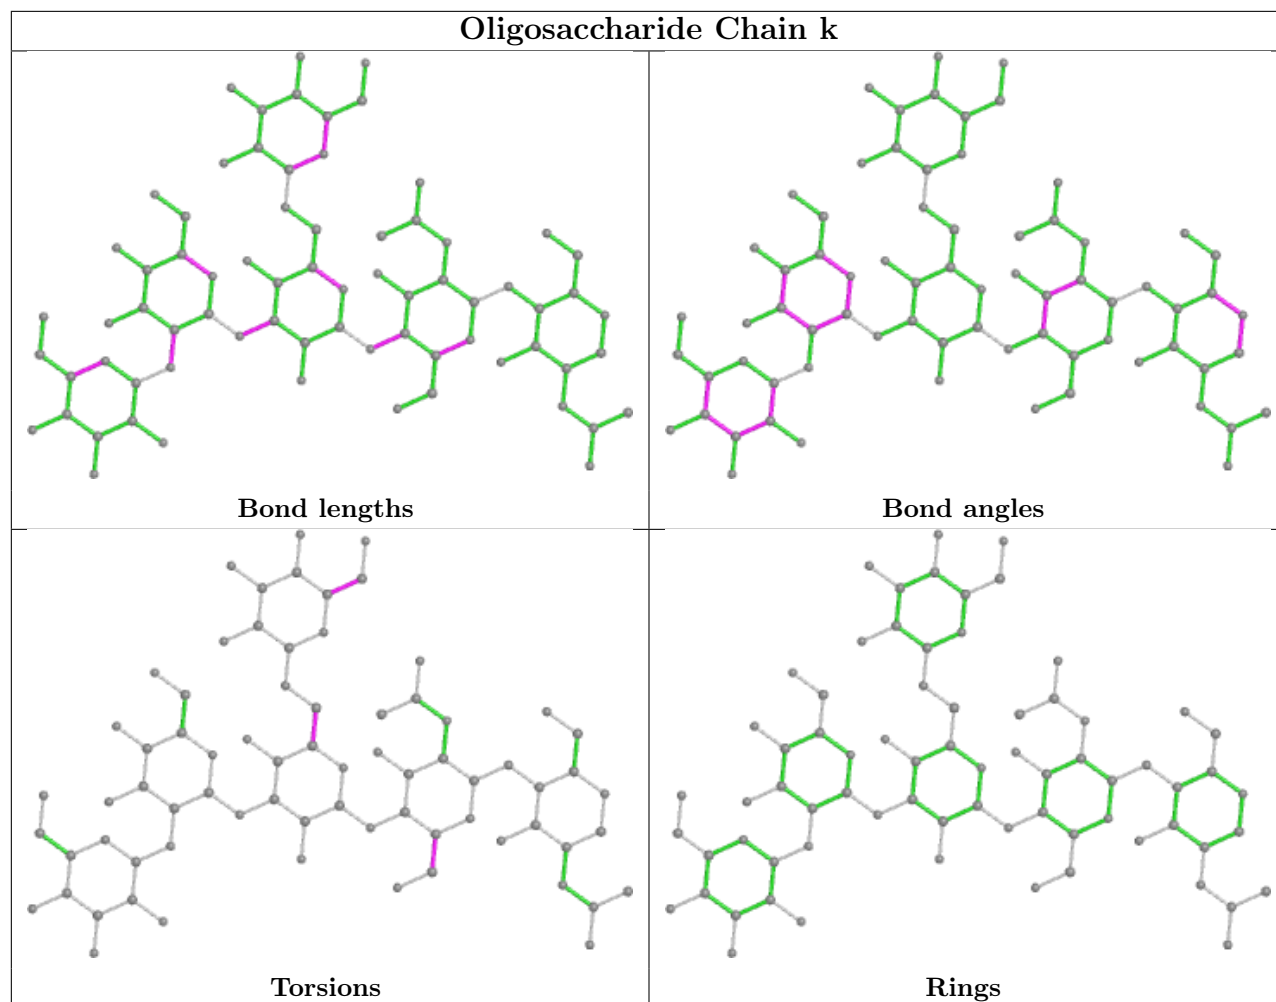 Oligosaccharide Chain k
Bond lengths
Bond angles
Torsions
Rings